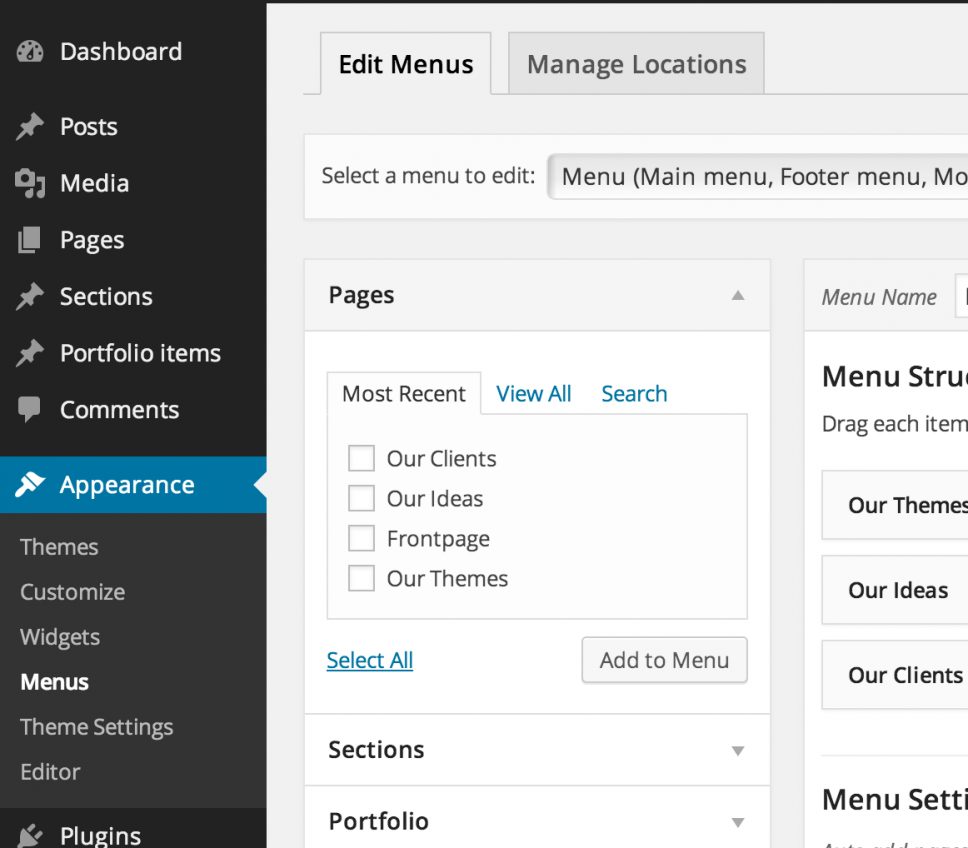 Dashboard
Posts
Media
Pages
Sections
Portfolio items
Comments
Appearance
Themes
Customize
Widgets
Menus
Theme Settings
Editor
Plugins
Edit Menus
Manage Locations
Select a menu to edit:
Menu (Main menu, Footer menu, Mo
Pages
Most Recent
View All
Search
Our Clients
Our Ideas
Frontpage
Our Themes
Select All
Add to Menu
Sections
Portfolio
Menu Name
Menu Struc
Drag each item
Our Themes
Our Ideas
Our Clients
Menu Setti